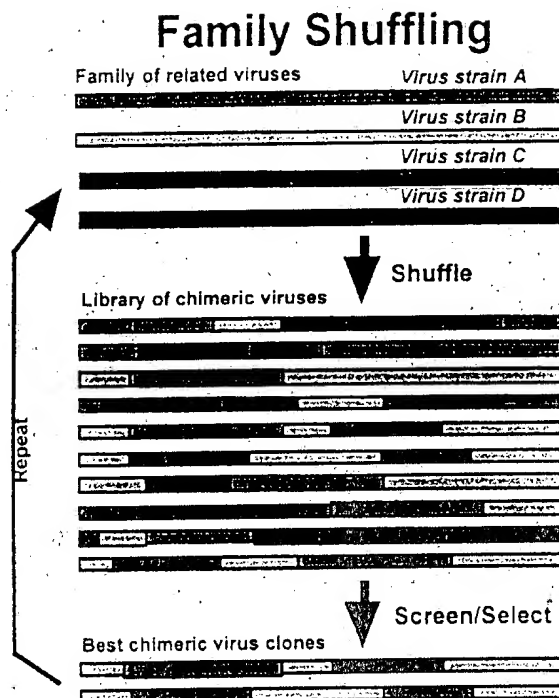 Family Shuffling
Family of related viruses
Virus strain A
Virus strain B
Virus strain C
Virus strain D
Shuffle
Library of chimeric viruses
Repeat
Screen/Select
Best chimeric virus clones